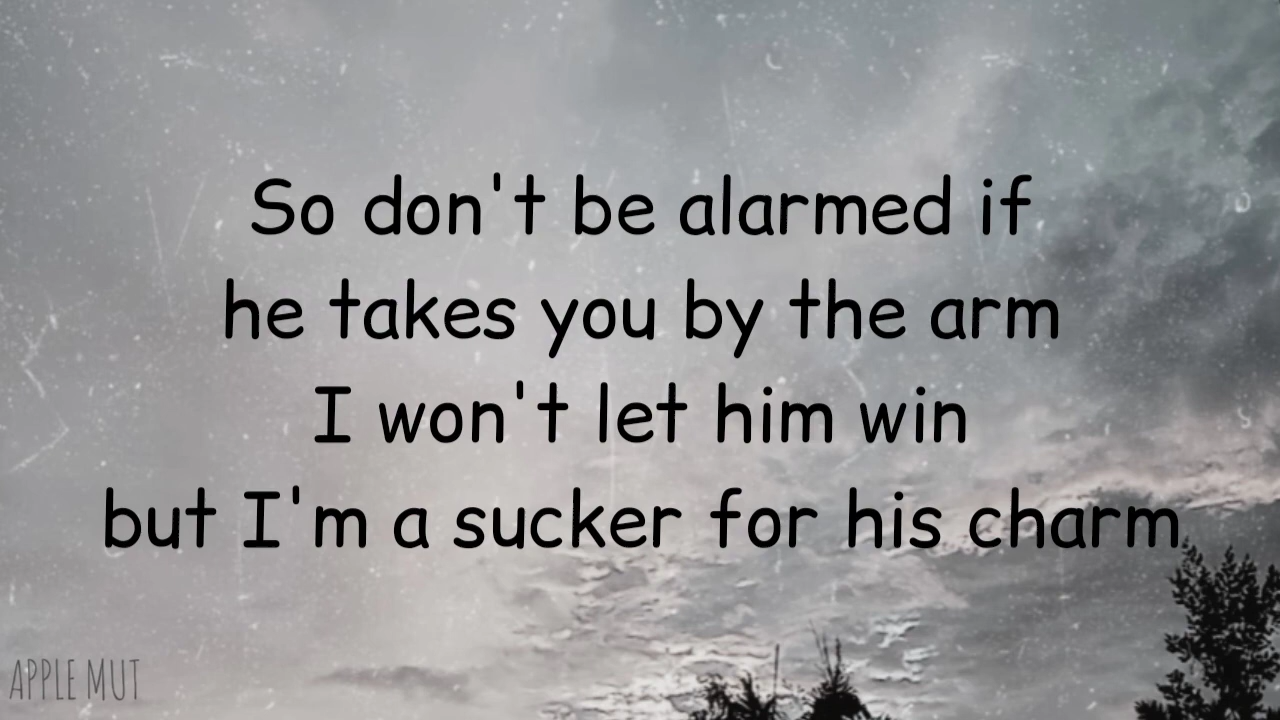 So don't be alarmed if
he takes you by the arm
I won't let him win
but I'm a sucker for his charm
APPLE MUT